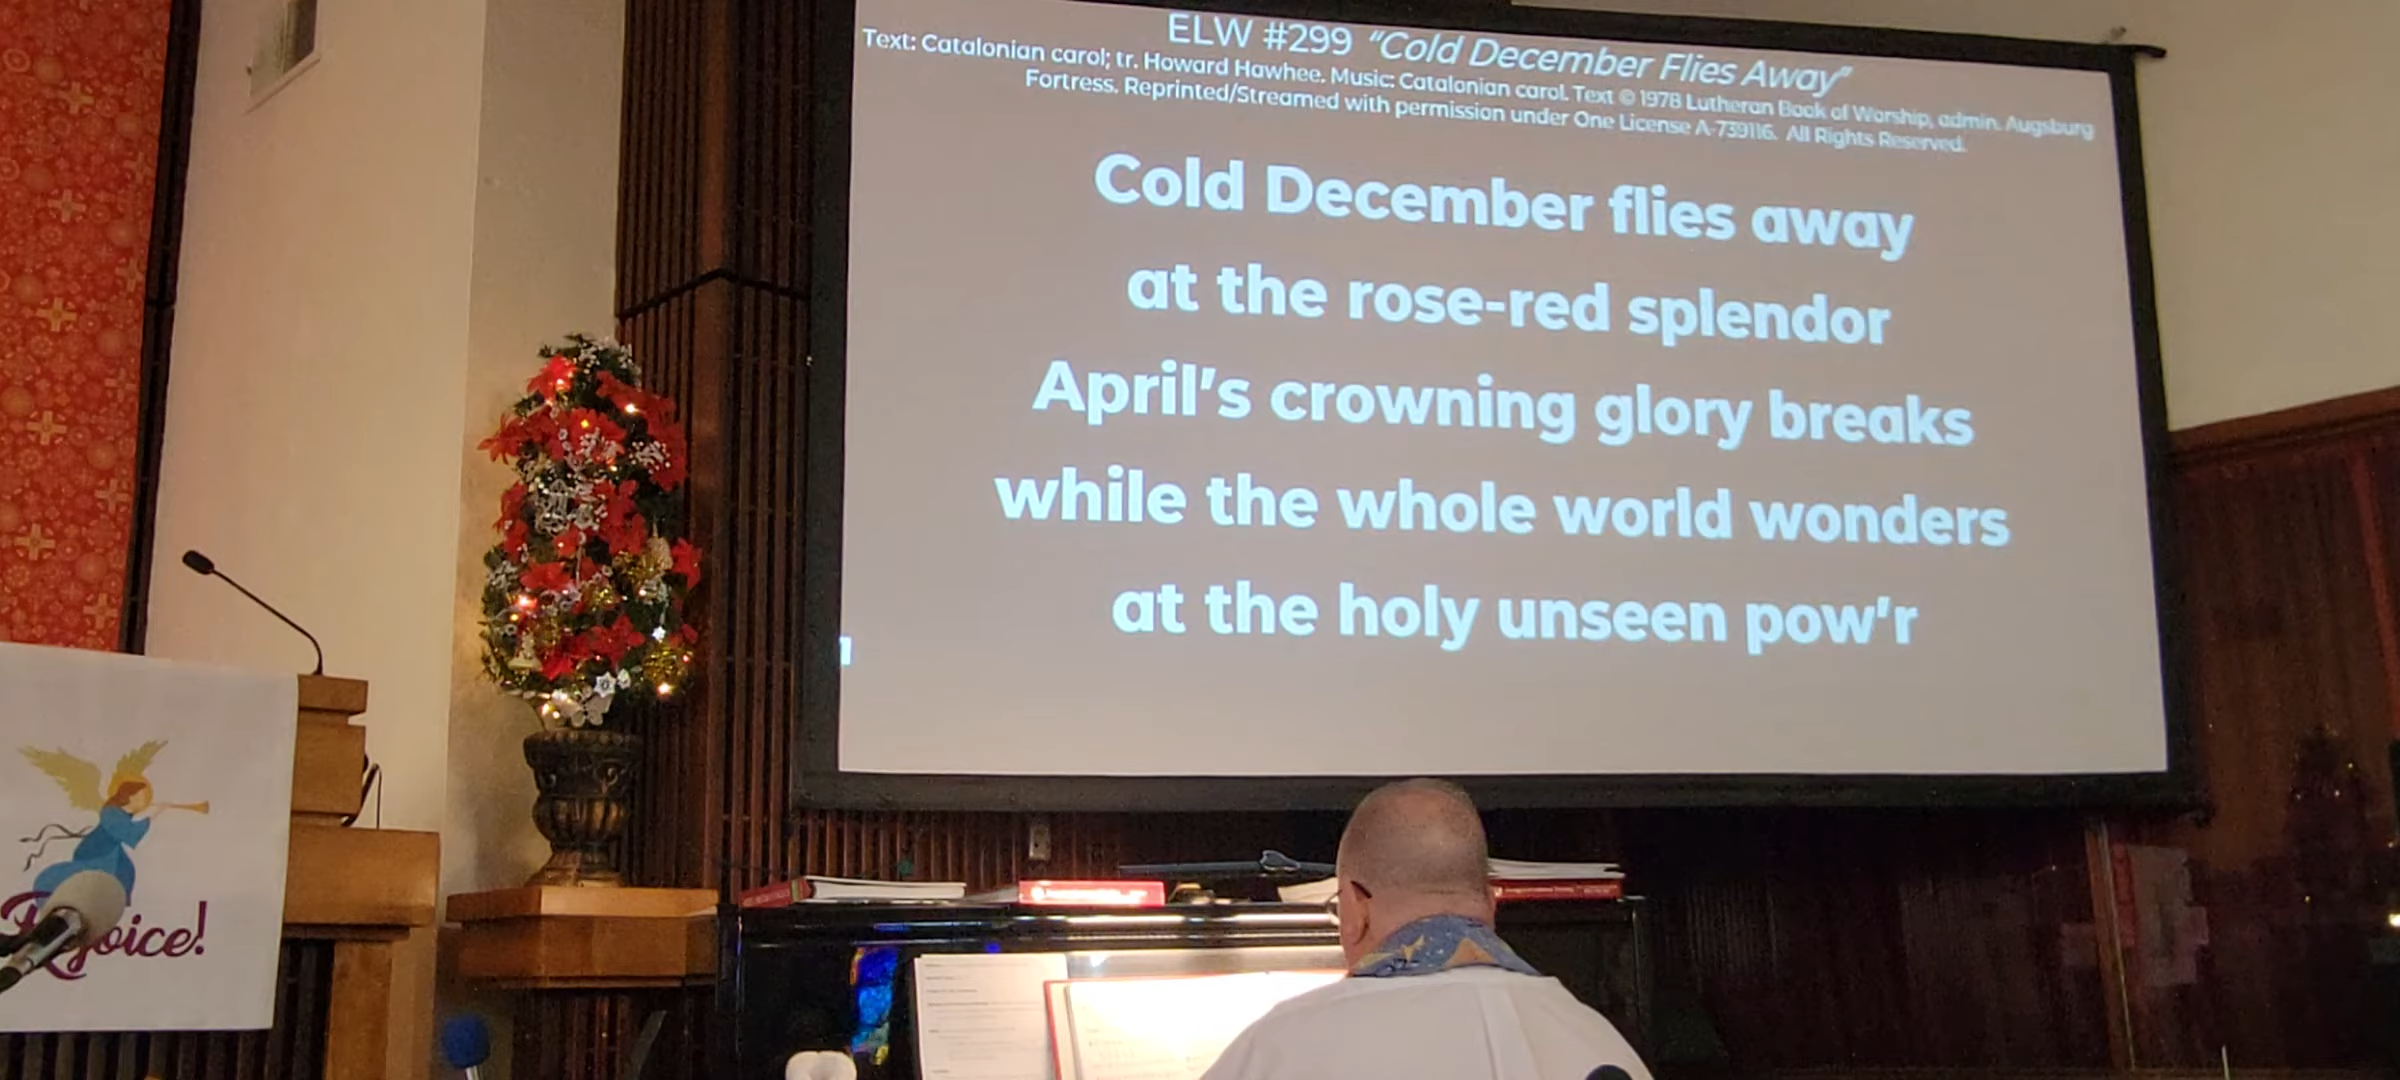 ELW #299 "Cold December Flies Away"
Text: Catalonian carol; tr. Howard Hawhee. Music: Catalonian carol. Text © 1978 Lutheran Book of Worship, admin. Augsburg
Fortress. Reprinted/Streamed with permission under One License A-739116. All Rights Reserved.
Cold December flies away
at the rose-red splendor
April's crowning glory breaks
while the whole world wonders
at the holy unseen pow'r
Rejoice!